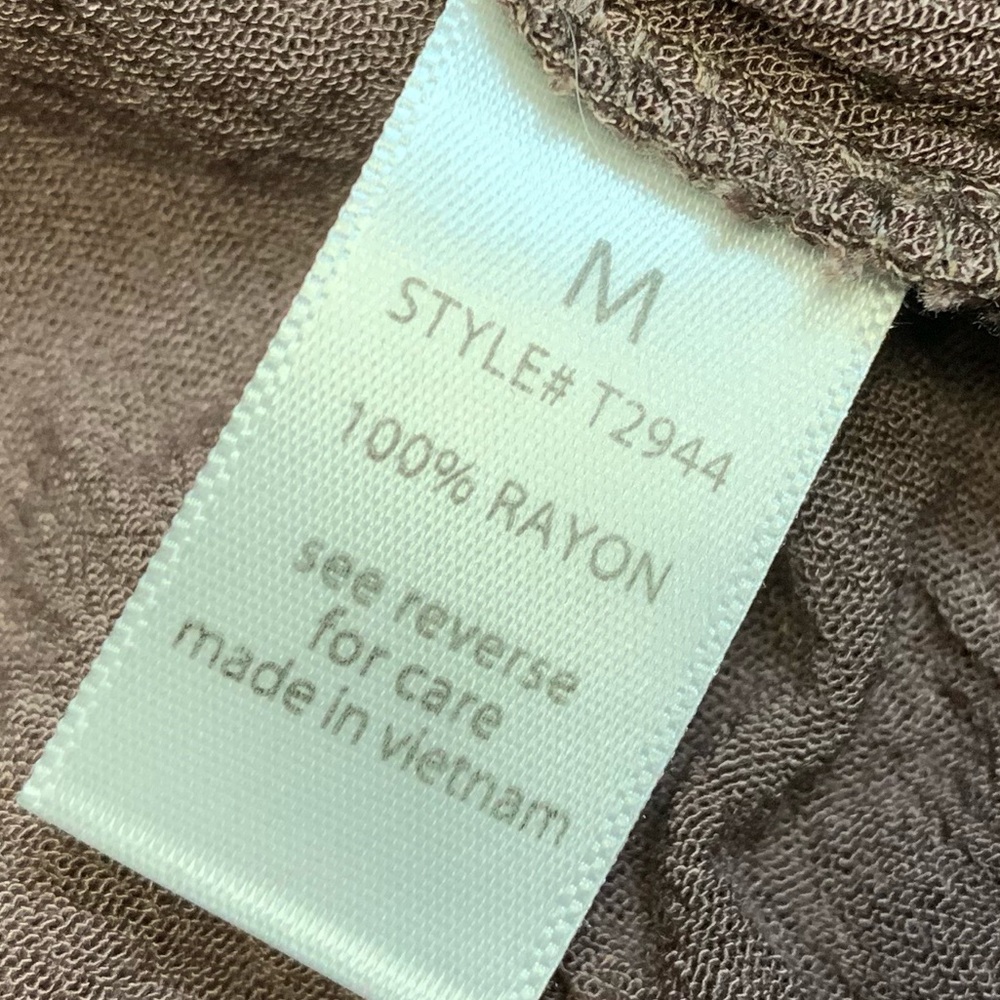 M
STYLE# T2944
100% RAYON
see reverse
for care
made in vietnam